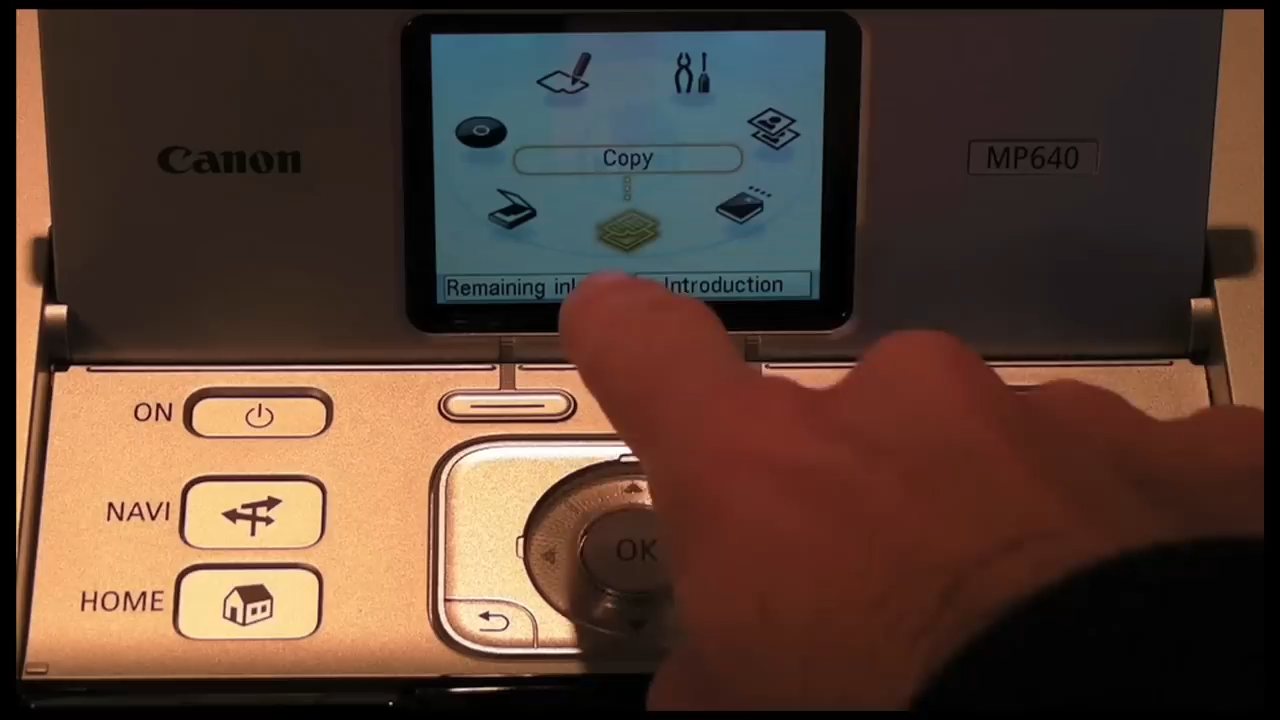 Canon
MP640
Copy
Remaining in
Introduction
ON
NAVI
HOME
OK